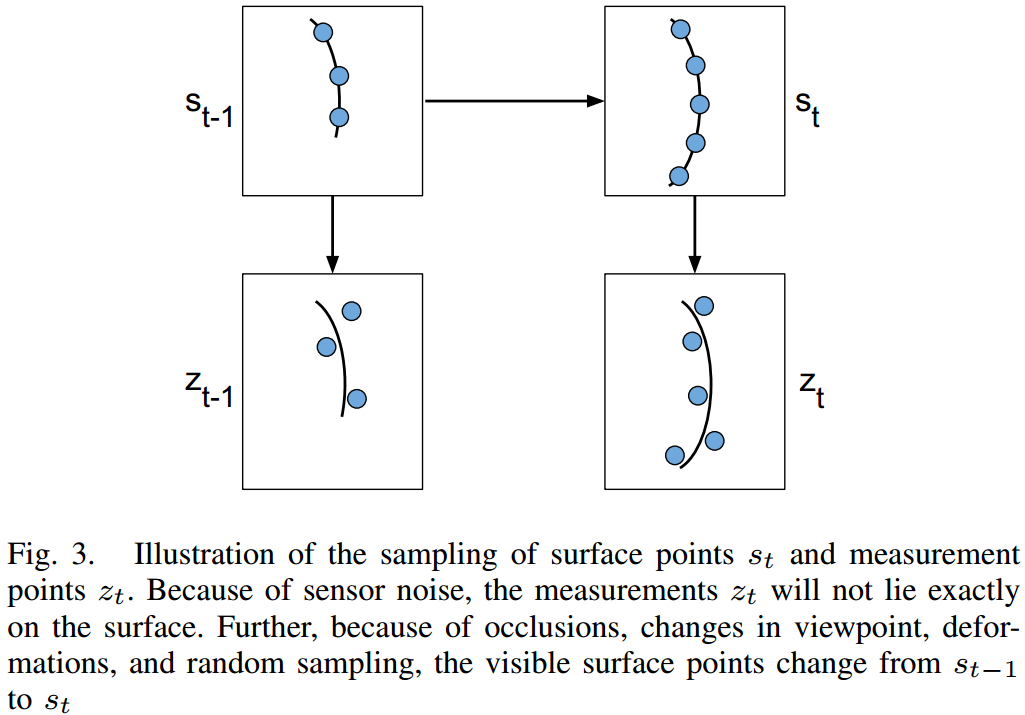 s_{t-1}
s_t
z_{t-1}
z_t
Fig. 3. Illustration of the sampling of surface points s_t and measurement
points z_t. Because of sensor noise, the measurements z_t will not lie exactly
on the surface. Further, because of occlusions, changes in viewpoint, defor-
mations, and random sampling, the visible surface points change from s_{t-1}
to s_t